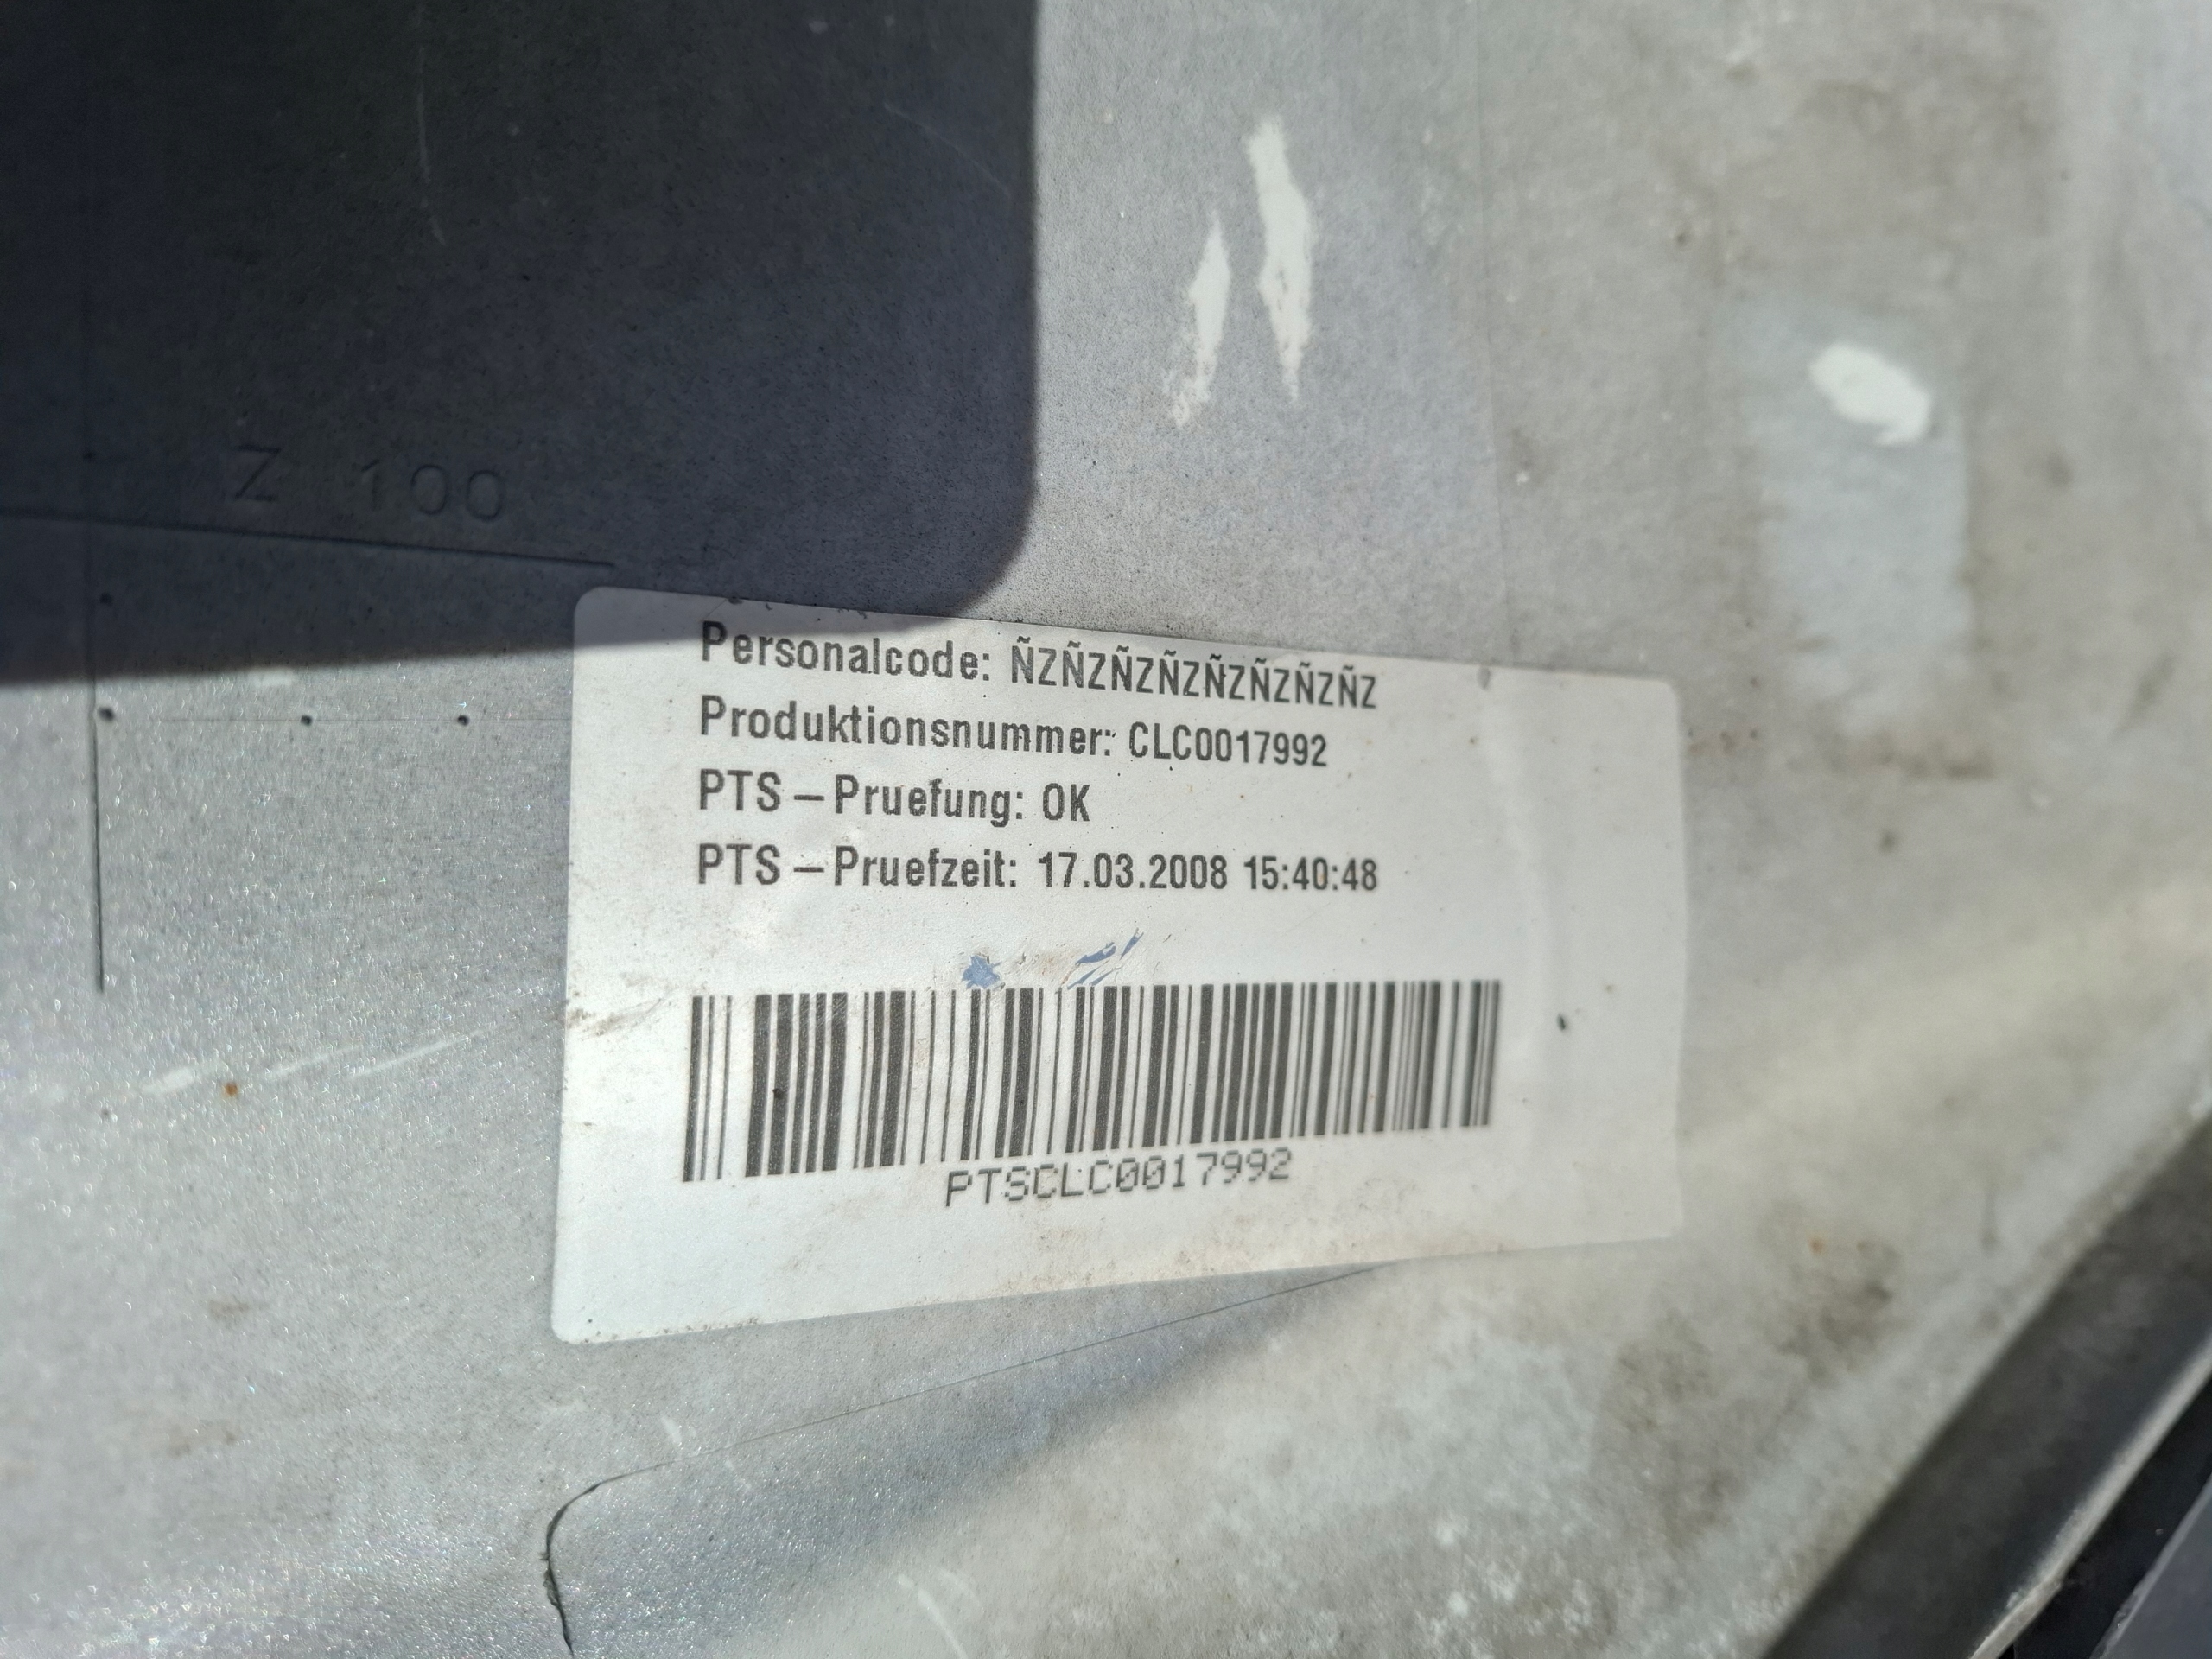 Z 100
Personalcode: ÑZÑZÑZÑZÑZÑZÑZÑZ
Produktionsnummer: CLC0017992
PTS – Pruefung: OK
PTS – Pruefzeit: 17.03.2008 15:40:48
PTSCLC0017992